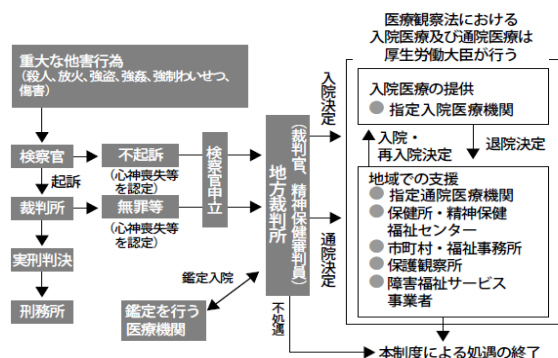 医療観察法における
入院医療及び通院医療は
厚生労働大臣が行う
重大な他害行為
(殺人、放火、強盗、強姦、強制わいせつ、
傷害)
検察官
起訴
裁判所
実刑判決
刑務所
不起訴
(心神喪失等
を認定)
無罪等
(心神喪失等
を認定)
検察官申立
鑑定入院
鑑定を行う
医療機関
地方裁判所
(裁判官、精神保健審判員)
入院決定
通院決定
不処遇
入院医療の提供
●指定入院医療機関
入院・
再入院決定
退院決定
地域での支援
●指定通院医療機関
●保健所・精神保健
福祉センター
●市町村・福祉事務所
●保護観察所
●障害福祉サービス
事業者
本制度による処遇の終了